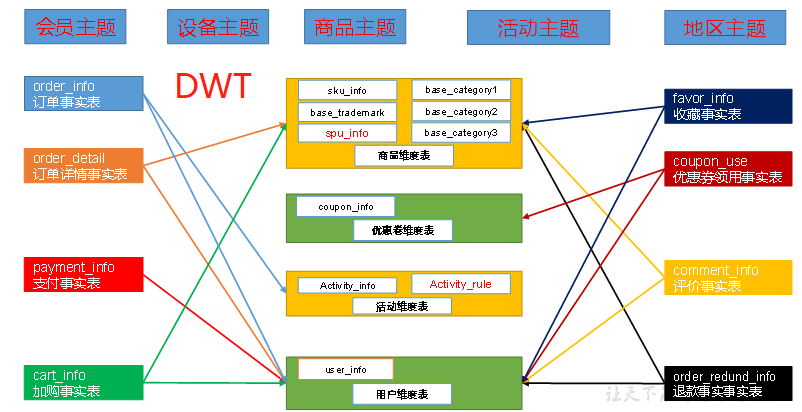 会员主题
设备主题
商品主题
活动主题
地区主题
DWT
order_info
订单事实表
order_detail
订单详情事实表
payment_info
支付事实表
cart_info
加购事实表
sku_info
base_category1
base_trademark
base_category2
spu_info
base_category3
商品维度表
coupon_info
优惠卷维度表
Activity_info
Activity_rule
活动维度表
user_info
用户维度表
favor_info
收藏事实表
coupon_use
优惠券领用事实表
comment_info
评价事实表
order_redund_info
退款事实事实表
让天下